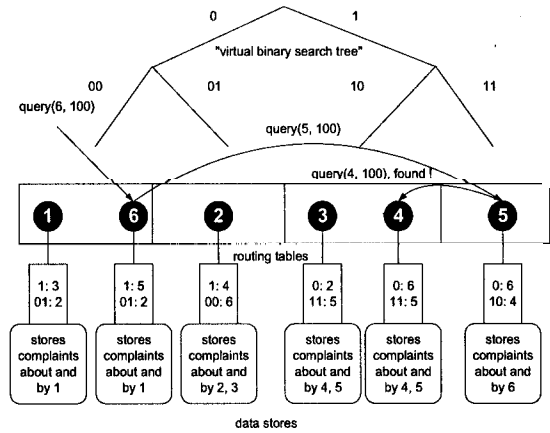 0
1
"virtual binary search tree"
00
01
10
11
query(6, 100)
query(5, 100)
query(4, 100), found !
1
6
2
3
4
5
routing tables
1: 3
01: 2
1: 5
01: 2
1: 4
00: 6
0: 2
11: 5
0: 6
11: 5
0: 6
10: 4
stores
complaints
about and
by 1
stores
complaints
about and
by 1
stores
complaints
about and
by 2, 3
stores
complaints
about and
by 4, 5
stores
complaints
about and
by 4, 5
stores
complaints
about and
by 6
data stores